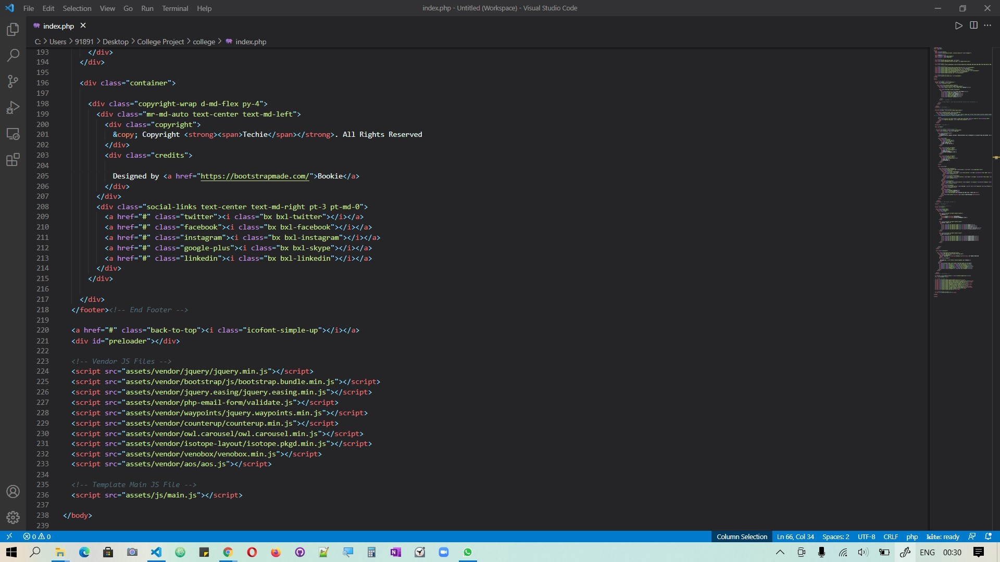 File Edit Selection View Go Run Terminal Help
index.php - Untitled (Workspace) - Visual Studio Code
index.php
C: > Users > 91891 > Desktop > College Project > college > index.php
193 </div>
194 </div>
195
196 <div class="container">
197
198 <div class="copyright-wrap d-md-flex py-4">
199 <div class="mr-md-auto text-center text-md-left">
200 <div class="copyright">
201 &copy; Copyright <strong><span>Techie</span></strong>. All Rights Reserved
202 </div>
203 <div class="credits">
204
205 Designed by <a href="https://bootstrapmade.com/">Bookie</a>
206 </div>
207 </div>
208 <div class="social-links text-center text-md-right pt-3 pt-md-0">
209 <a href="#" class="twitter"><i class="bx bxl-twitter"></i></a>
210 <a href="#" class="facebook"><i class="bx bxl-facebook"></i></a>
211 <a href="#" class="instagram"><i class="bx bxl-instagram"></i></a>
212 <a href="#" class="google-plus"><i class="bx bxl-skype"></i></a>
213 <a href="#" class="linkedin"><i class="bx bxl-linkedin"></i></a>
214 </div>
215 </div>
216
217 </div>
218 </footer><!-- End Footer -->
219
220 <a href="#" class="back-to-top"><i class="icofont-simple-up"></i></a>
221 <div id="preloader"></div>
222
223 <!-- Vendor JS Files -->
224 <script src="assets/vendor/jquery/jquery.min.js"></script>
225 <script src="assets/vendor/bootstrap/js/bootstrap.bundle.min.js"></script>
226 <script src="assets/vendor/jquery.easing/jquery.easing.min.js"></script>
227 <script src="assets/vendor/php-email-form/validate.js"></script>
228 <script src="assets/vendor/waypoints/jquery.waypoints.min.js"></script>
229 <script src="assets/vendor/counterup/counterup.min.js"></script>
230 <script src="assets/vendor/owl.carousel/owl.carousel.min.js"></script>
231 <script src="assets/vendor/isotope-layout/isotope.pkgd.min.js"></script>
232 <script src="assets/vendor/venobox/venobox.min.js"></script>
233 <script src="assets/vendor/aos/aos.js"></script>
234
235 <!-- Template Main JS File -->
236 <script src="assets/js/main.js"></script>
237
238 </body>
239
0 0 Column Selection Ln 66, Col 34 Spaces: 2 UTF-8 CRLF php kite: ready
ENG 00:30